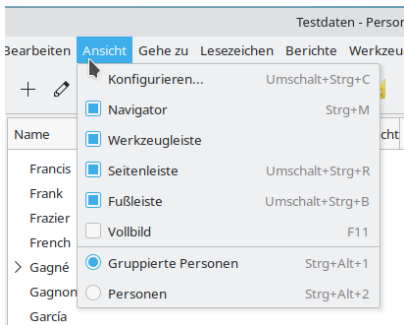 Testdaten - Person
Bearbeiten Ansicht Gehe zu Lesezeichen Berichte Werkzeu
Konfigurieren... Umschalt+Strg+C
Navigator Strg+M
Name Werkzeugleiste cht
Francis Seitenleiste Umschalt+Strg+R
Frank Fußleiste Umschalt+Strg+B
Frazier Vollbild F11
French
Gagné Gruppierte Personen Strg+Alt+1
Gagnon Personen Strg+Alt+2
García